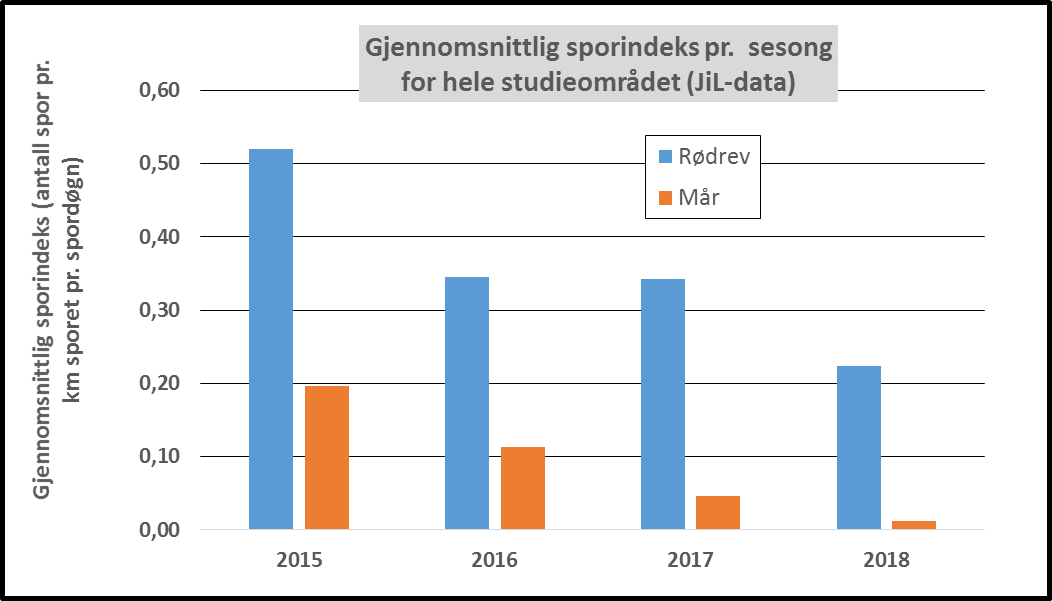 Gjennomsnittlig sporindeks pr. sesong
for hele studieområdet (JiL-data)
Gjennomsnittlig sporindeks (antall spor pr.
km sporet pr. spordøgn)
0,60
0,50
0,40
0,30
0,20
0,10
0,00
Rødrev
Mår
2015
2016
2017
2018